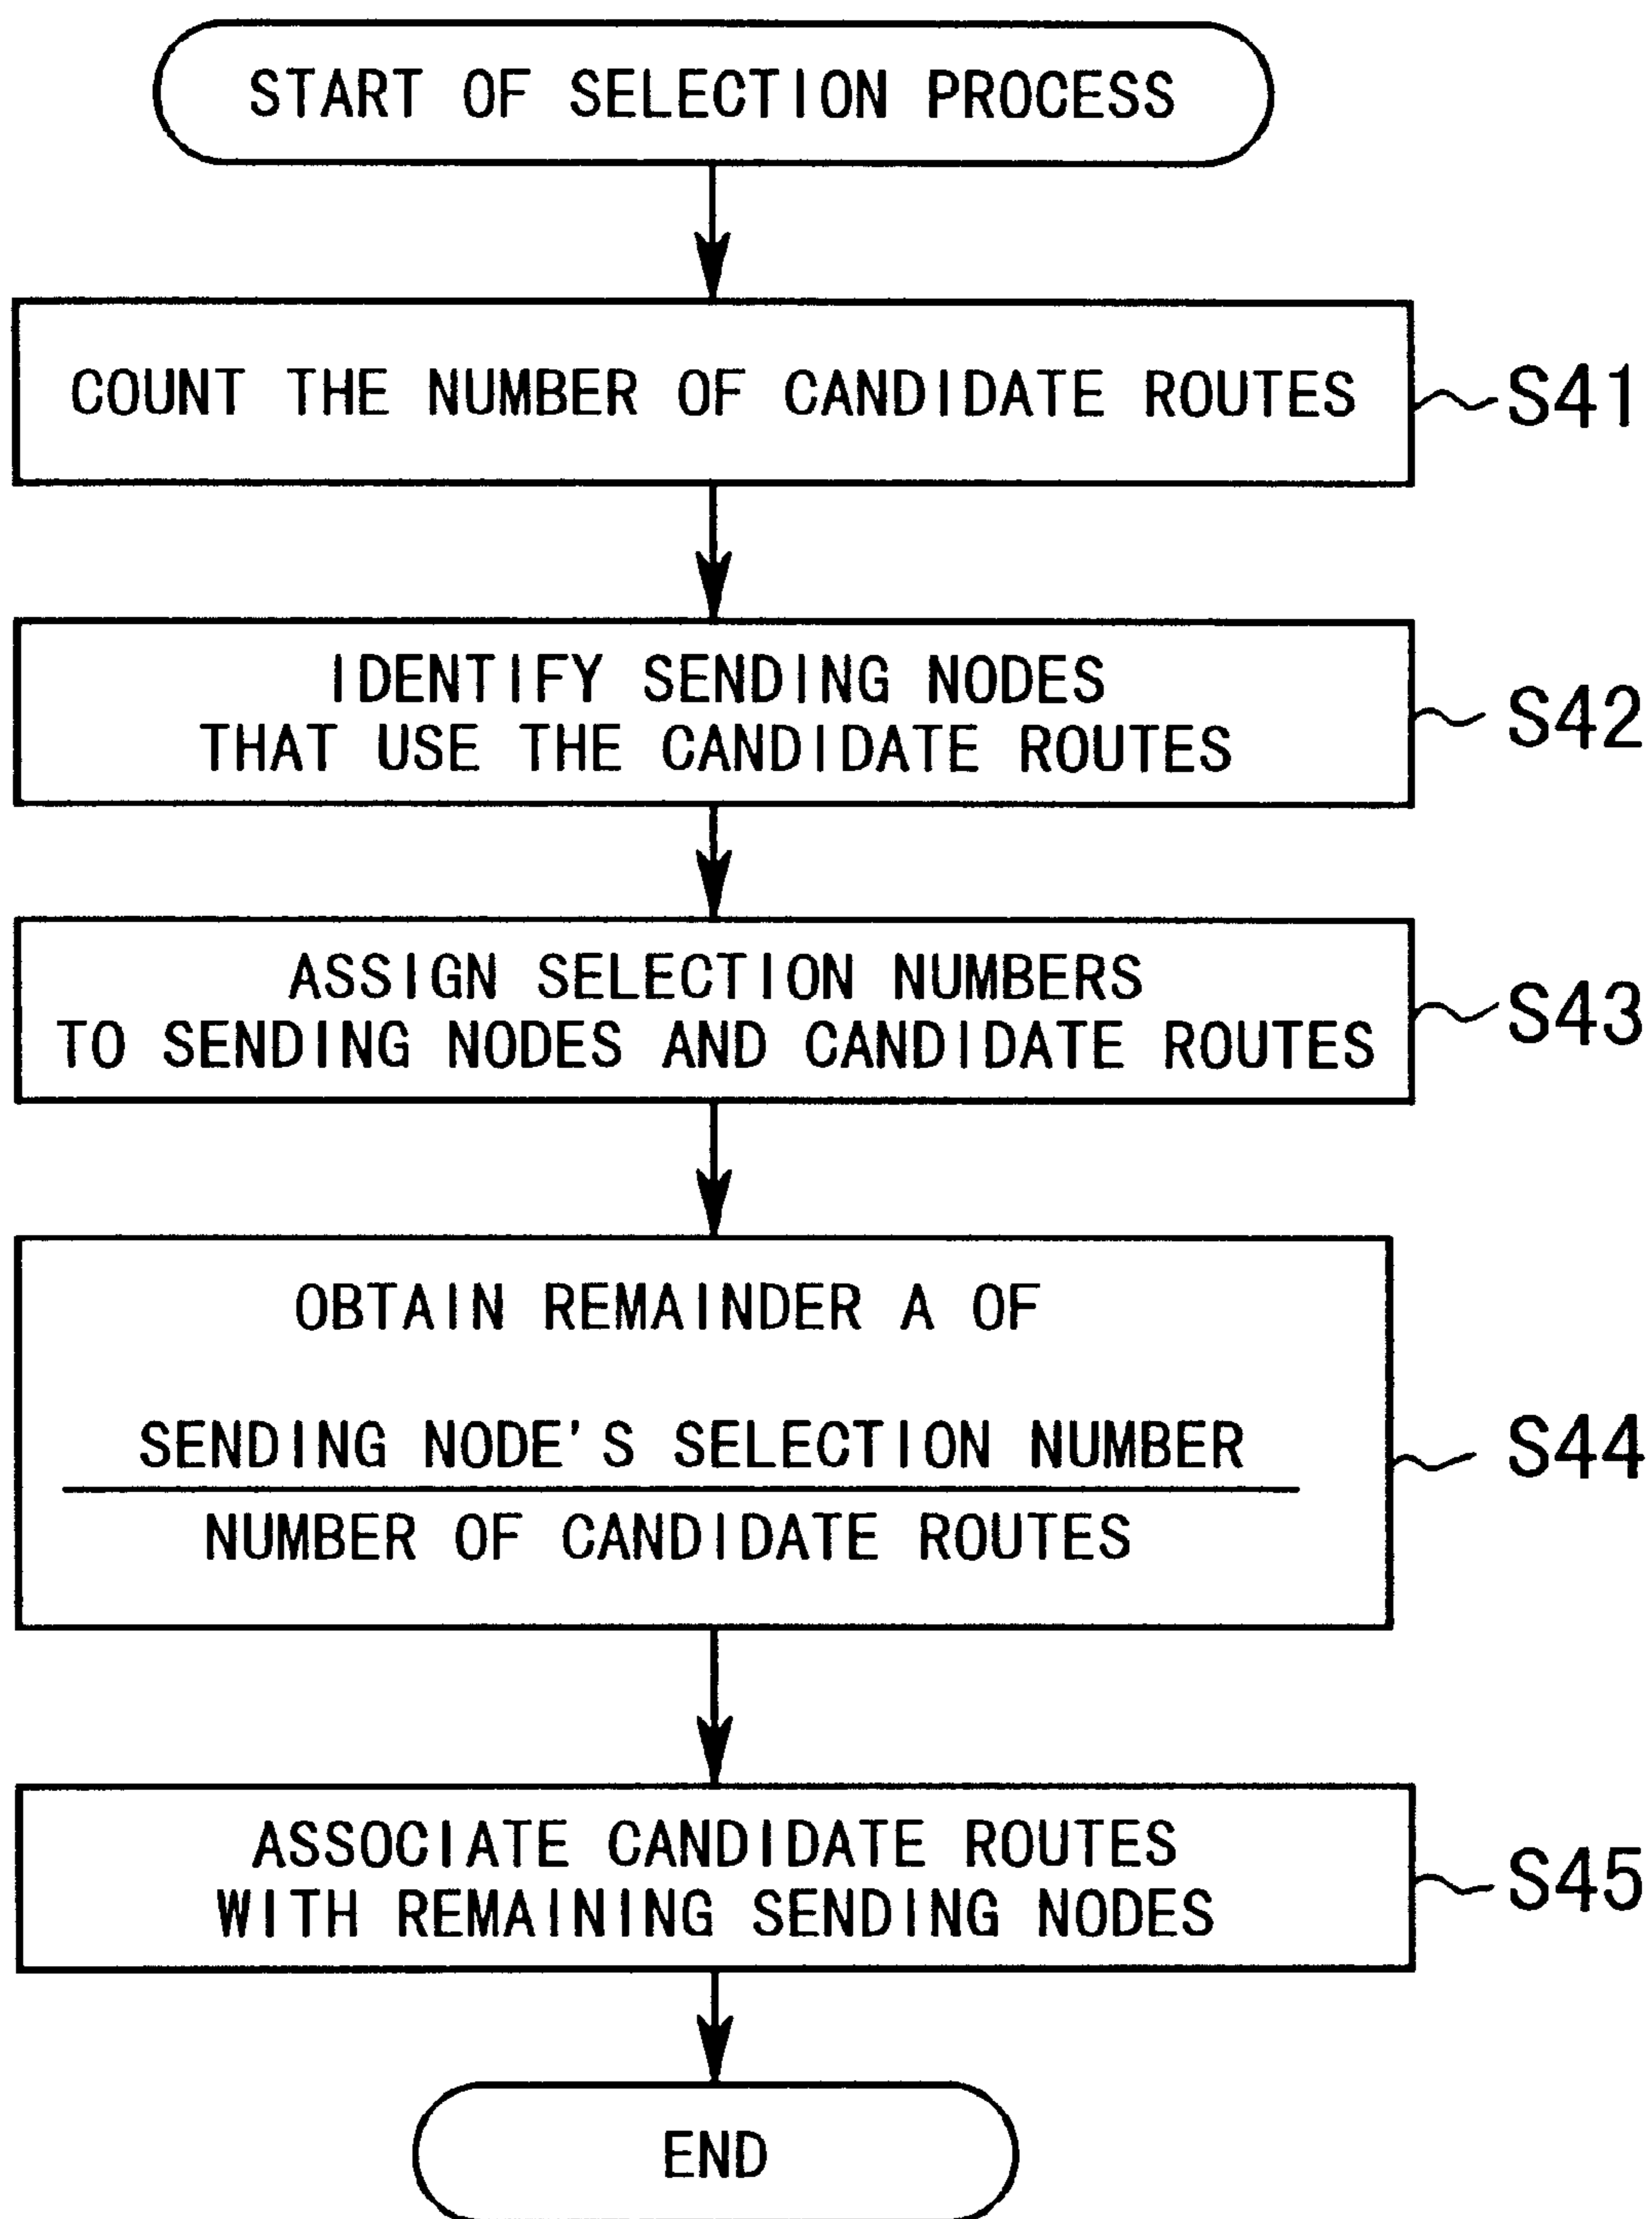 START OF SELECTION PROCESS
COUNT THE NUMBER OF CANDIDATE ROUTES
S41
IDENTIFY SENDING NODES
THAT USE THE CANDIDATE ROUTES
S42
ASSIGN SELECTION NUMBERS
TO SENDING NODES AND CANDIDATE ROUTES
S43
OBTAIN REMAINDER A OF
SENDING NODE'S SELECTION NUMBER
NUMBER OF CANDIDATE ROUTES
S44
ASSOCIATE CANDIDATE ROUTES
WITH REMAINING SENDING NODES
S45
END